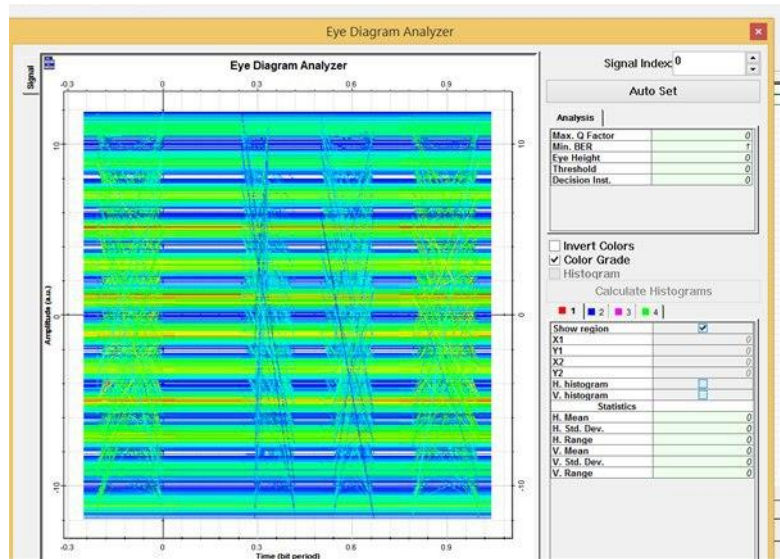 Eye Diagram Analyzer
Signal
Eye Diagram Analyzer
-0.3 0 0.3 0.6 0.9
10 10
Amplitude (a.u.)
0 0
-10 -10
-0.3 0 0.3 0.6 0.9
Time (bit period)
Signal Index: 0
Auto Set
Analysis
Max. Q Factor 0
Min. BER 1
Eye Height 0
Threshold 0
Decision Inst. 0
Invert Colors
Color Grade
Histogram
Calculate Histograms
1 2 3 4
Show region
X1 0
Y1 0
X2 0
Y2 0
H. histogram
V. histogram
Statistics
H. Mean 0
H. Std. Dev. 0
H. Range 0
V. Mean 0
V. Std. Dev. 0
V. Range 0